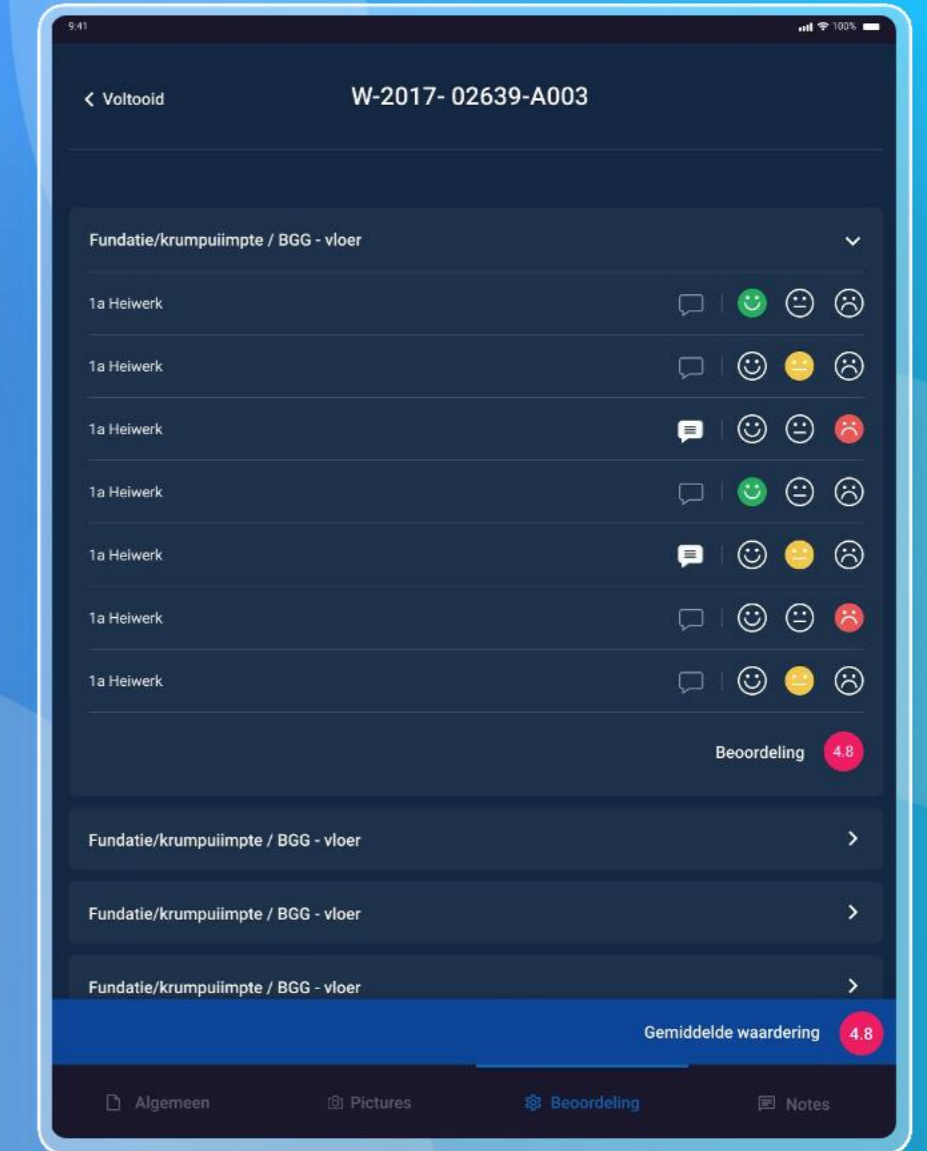 9:41
100%
Voltooid
W-2017- 02639-A003
Fundatie/krumpuiimpte / BGG - vloer
1a Heiwerk
1a Heiwerk
1a Heiwerk
1a Heiwerk
1a Heiwerk
1a Heiwerk
1a Heiwerk
Beoordeling 4.8
Fundatie/krumpuiimpte / BGG - vloer
Fundatie/krumpuiimpte / BGG - vloer
Fundatie/krumpuiimpte / BGG - vloer
Gemiddelde waardering 4.8
Algemeen Pictures Beoordeling Notes